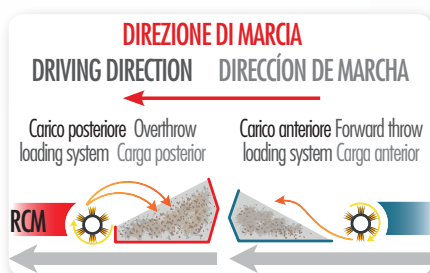 DIREZIONE DI MARCIA
DRIVING DIRECTION DIRECCÍON DE MARCHA
Carico posteriore Overthrow
loading system Carga posterior
Carico anteriore Forward throw
loading system Carga anterior
RCM